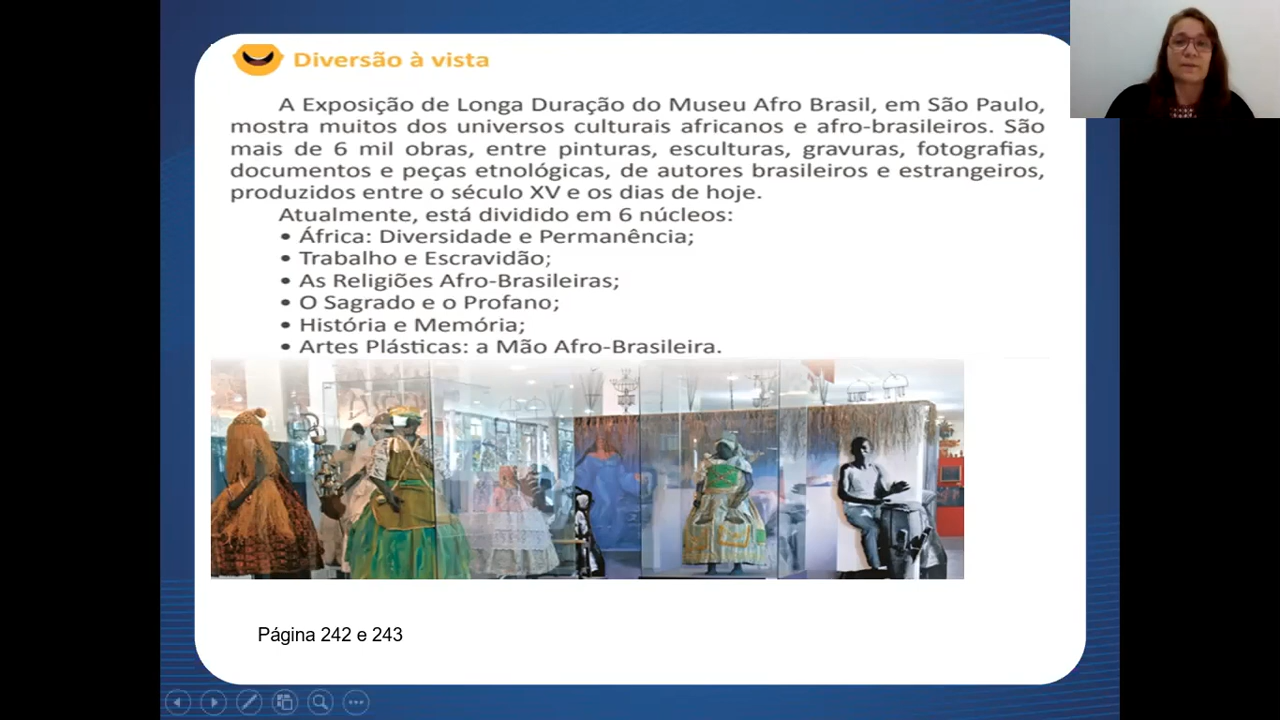 Diversão à vista
A Exposição de Longa Duração do Museu Afro Brasil, em São Paulo,
mostra muitos dos universos culturais africanos e afro-brasileiros. São
mais de 6 mil obras, entre pinturas, esculturas, gravuras, fotografias,
documentos e peças etnológicas, de autores brasileiros e estrangeiros,
produzidos entre o século XV e os dias de hoje.
Atualmente, está dividido em 6 núcleos:
• África: Diversidade e Permanência;
• Trabalho e Escravidão;
• As Religiões Afro-Brasileiras;
• O Sagrado e o Profano;
• História e Memória;
• Artes Plásticas: a Mão Afro-Brasileira.
Página 242 e 243